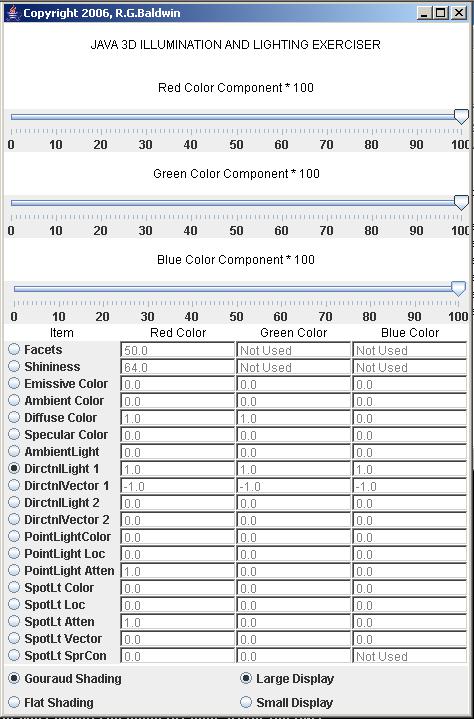 Copyright 2006, R.G.Baldwin
JAVA 3D ILLUMINATION AND LIGHTING EXERCISER
Red Color Component * 100
0 10 20 30 40 50 60 70 80 90 100
Green Color Component * 100
0 10 20 30 40 50 60 70 80 90 100
Blue Color Component * 100
0 10 20 30 40 50 60 70 80 90 100
Item Red Color Green Color Blue Color
Facets 50.0 Not Used Not Used
Shininess 64.0 Not Used Not Used
Emissive Color 0.0 0.0 0.0
Ambient Color 0.0 0.0 0.0
Diffuse Color 1.0 1.0 0.0
Specular Color 0.0 0.0 0.0
AmbientLight 0.0 0.0 0.0
DirctnlLight 1 1.0 1.0 1.0
DirctnlVector 1 -1.0 -1.0 -1.0
DirctnlLight 2 0.0 0.0 0.0
DirctnlVector 2 0.0 0.0 0.0
PointLightColor 0.0 0.0 0.0
PointLight Loc 0.0 0.0 0.0
PointLight Atten 1.0 0.0 0.0
SpotLt Color 0.0 0.0 0.0
SpotLt Loc 0.0 0.0 0.0
SpotLt Atten 1.0 0.0 0.0
SpotLt Vector 0.0 0.0 0.0
SpotLt SprCon 0.0 0.0 Not Used
Gouraud Shading Large Display
Flat Shading Small Display